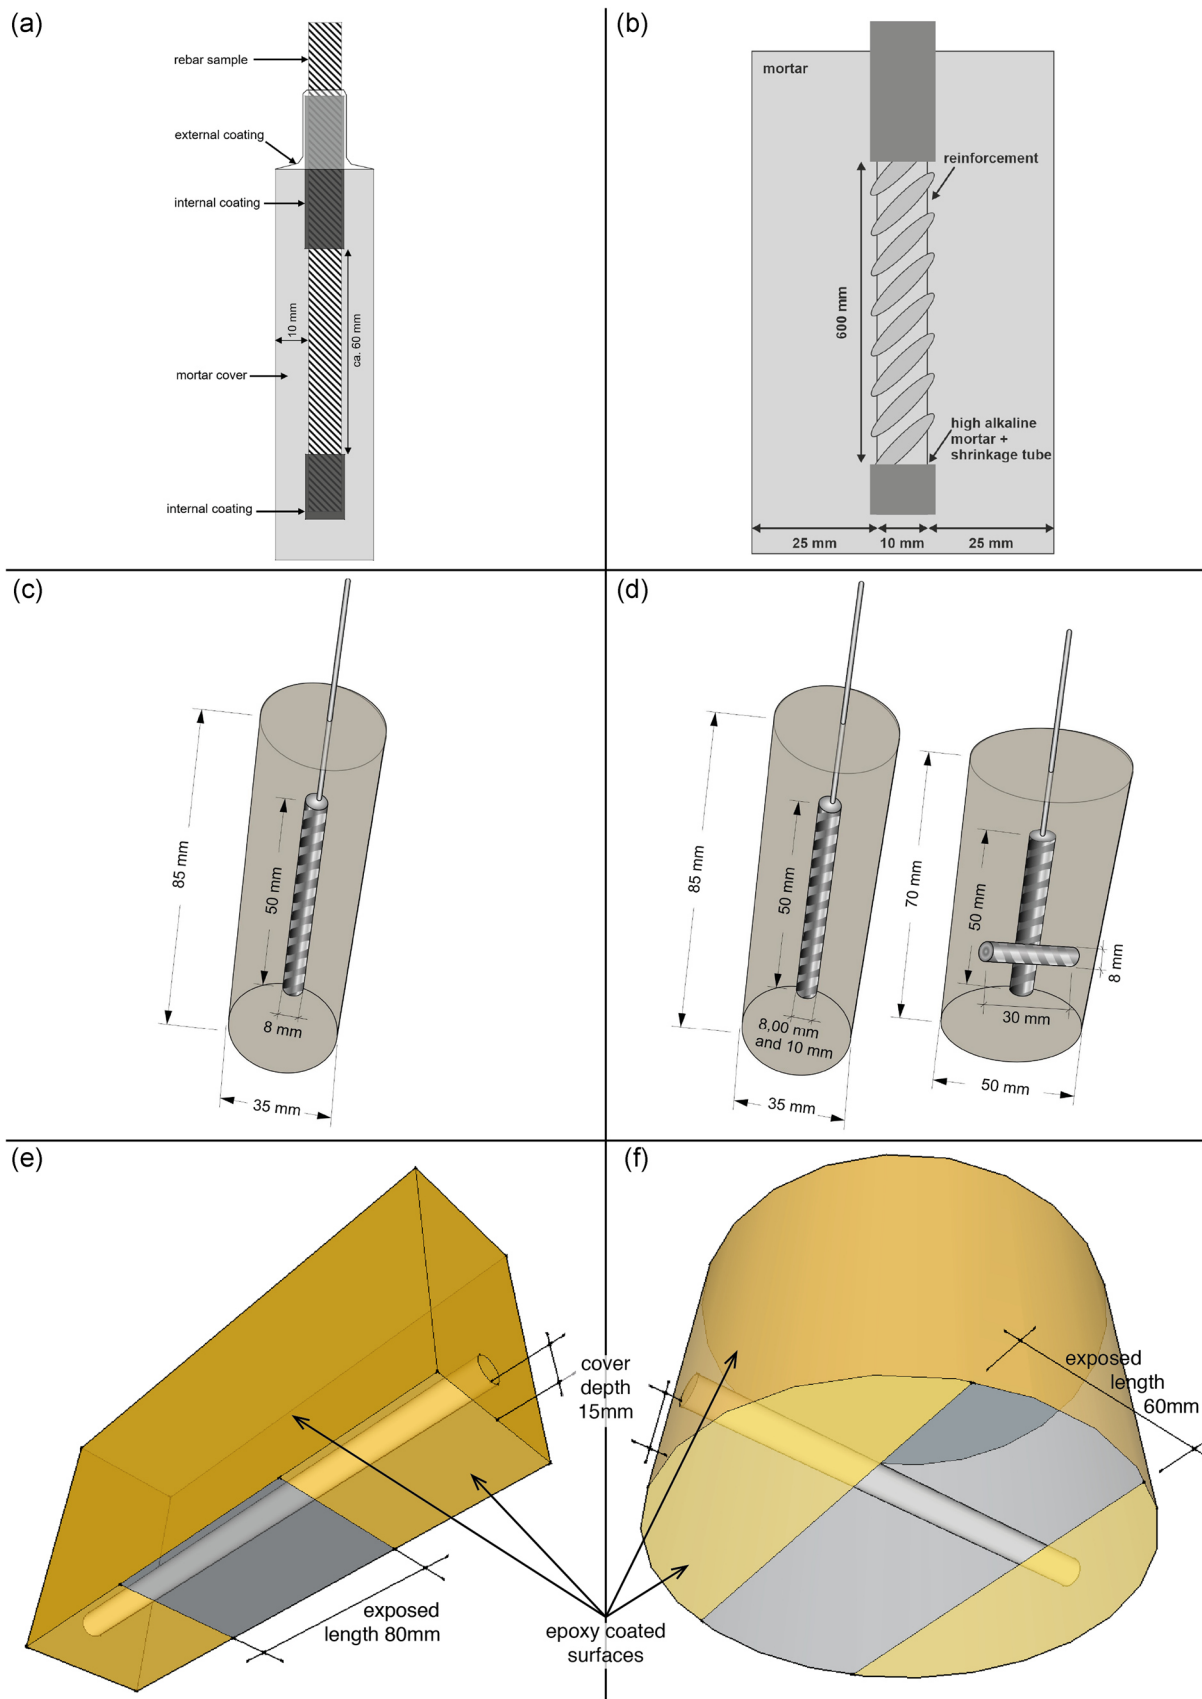 (a)
rebar sample
external coating
internal coating
10 mm
ca. 60 mm
mortar cover
internal coating
(b)
mortar
reinforcement
600 mm
high alkaline
mortar +
shrinkage tube
25 mm
10 mm
25 mm
(c)
85 mm
50 mm
8 mm
35 mm
(d)
85 mm
50 mm
8,00 mm
and 10 mm
35 mm
70 mm
50 mm
8 mm
30 mm
50 mm
(e)
cover
depth
15mm
exposed
length 80mm
epoxy coated
surfaces
(f)
exposed
length
60mm